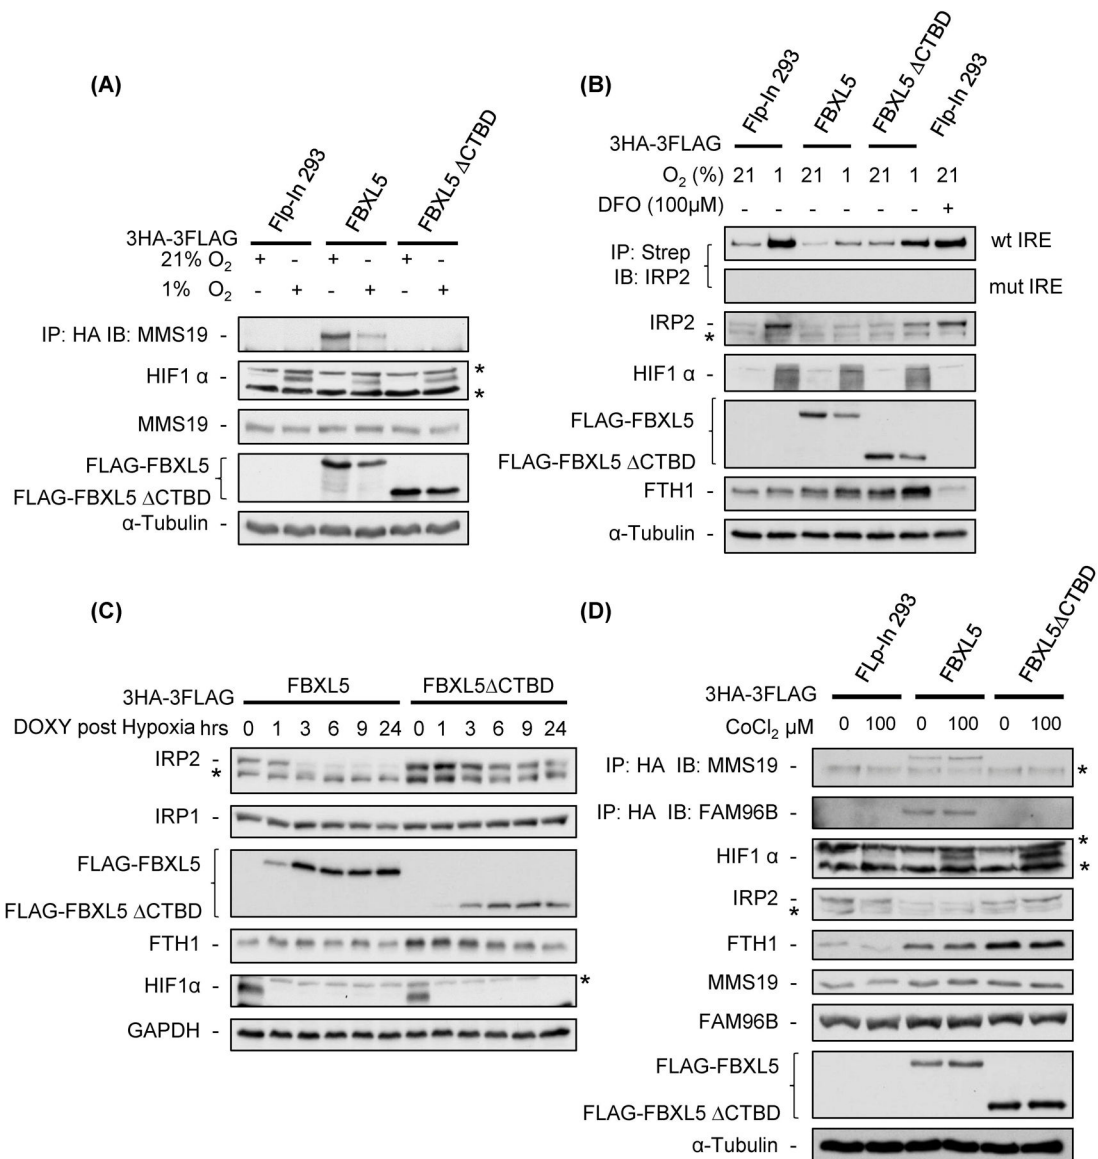 (A)
Flp-In 293
FBXL5
FBXL5 ΔCTBD
3HA-3FLAG
21% O2 + - + - + -
1% O2 - + - + - +
IP: HA IB: MMS19 -
HIF1 α - *
*
MMS19 -
FLAG-FBXL5
FLAG-FBXL5 ΔCTBD
α-Tubulin -
(B)
Flp-In 293
FBXL5
FBXL5 ΔCTBD
Flp-In 293
3HA-3FLAG
O2 (%) 21 1 21 1 21 1 21
DFO (100μM) - - - - - - +
IP: Strep
IB: IRP2
wt IRE
mut IRE
IRP2 -
*
HIF1 α -
FLAG-FBXL5
FLAG-FBXL5 ΔCTBD
FTH1 -
α-Tubulin -
(C)
3HA-3FLAG FBXL5 FBXL5ΔCTBD
DOXY post Hypoxia hrs 0 1 3 6 9 24 0 1 3 6 9 24
IRP2 -
*
IRP1 -
FLAG-FBXL5
FLAG-FBXL5 ΔCTBD
FTH1 -
HIF1α - *
GAPDH -
(D)
FLp-In 293
FBXL5
FBXL5ΔCTBD
3HA-3FLAG
CoCl2 μM 0 100 0 100 0 100
IP: HA IB: MMS19 - *
IP: HA IB: FAM96B -
HIF1 α - *
*
IRP2 -
*
FTH1 -
MMS19 -
FAM96B -
FLAG-FBXL5
FLAG-FBXL5 ΔCTBD
α-Tubulin -